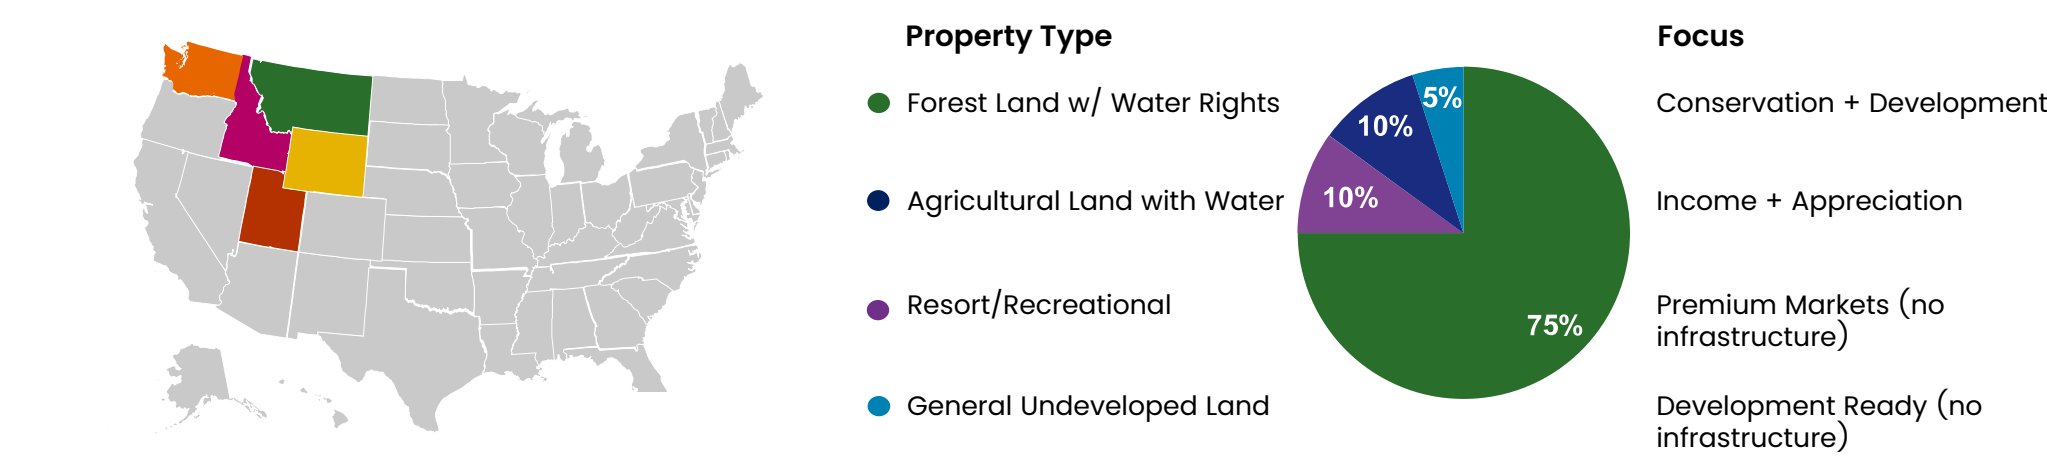 Property Type
Forest Land w/ Water Rights
Agricultural Land with Water
Resort/Recreational
General Undeveloped Land
5%
10%
10%
75%
Focus
Conservation + Development
Income + Appreciation
Premium Markets (no
infrastructure)
Development Ready (no
infrastructure)